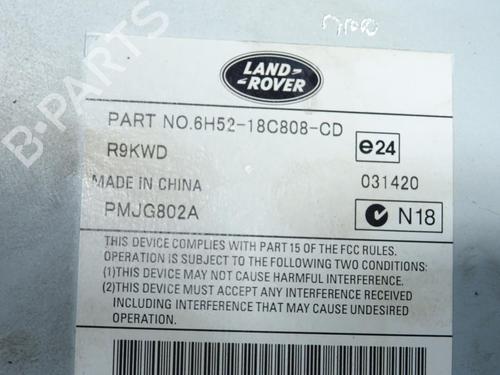 LAND-
ROVER
PART NO.6H52-18C808-CD
R9KWD
e24
MADE IN CHINA
031420
PMJG802A
N18
THIS DEVICE COMPLIES WITH PART 15 OF THE FCC RULES.
OPERATION IS SUBJECT TO THE FOLLOWING TWO CONDITIONS:
(1)THIS DEVICE MAY NOT CAUSE HARMFUL INTERFERENCE.
(2)THIS DEVICE MUST ACCEPT ANY INTERFERENCE RECEIVED
INCLUDING INTERFERENCE THAT MAY CAUSE UNDESIRED
OPERATION.
B-PARTS